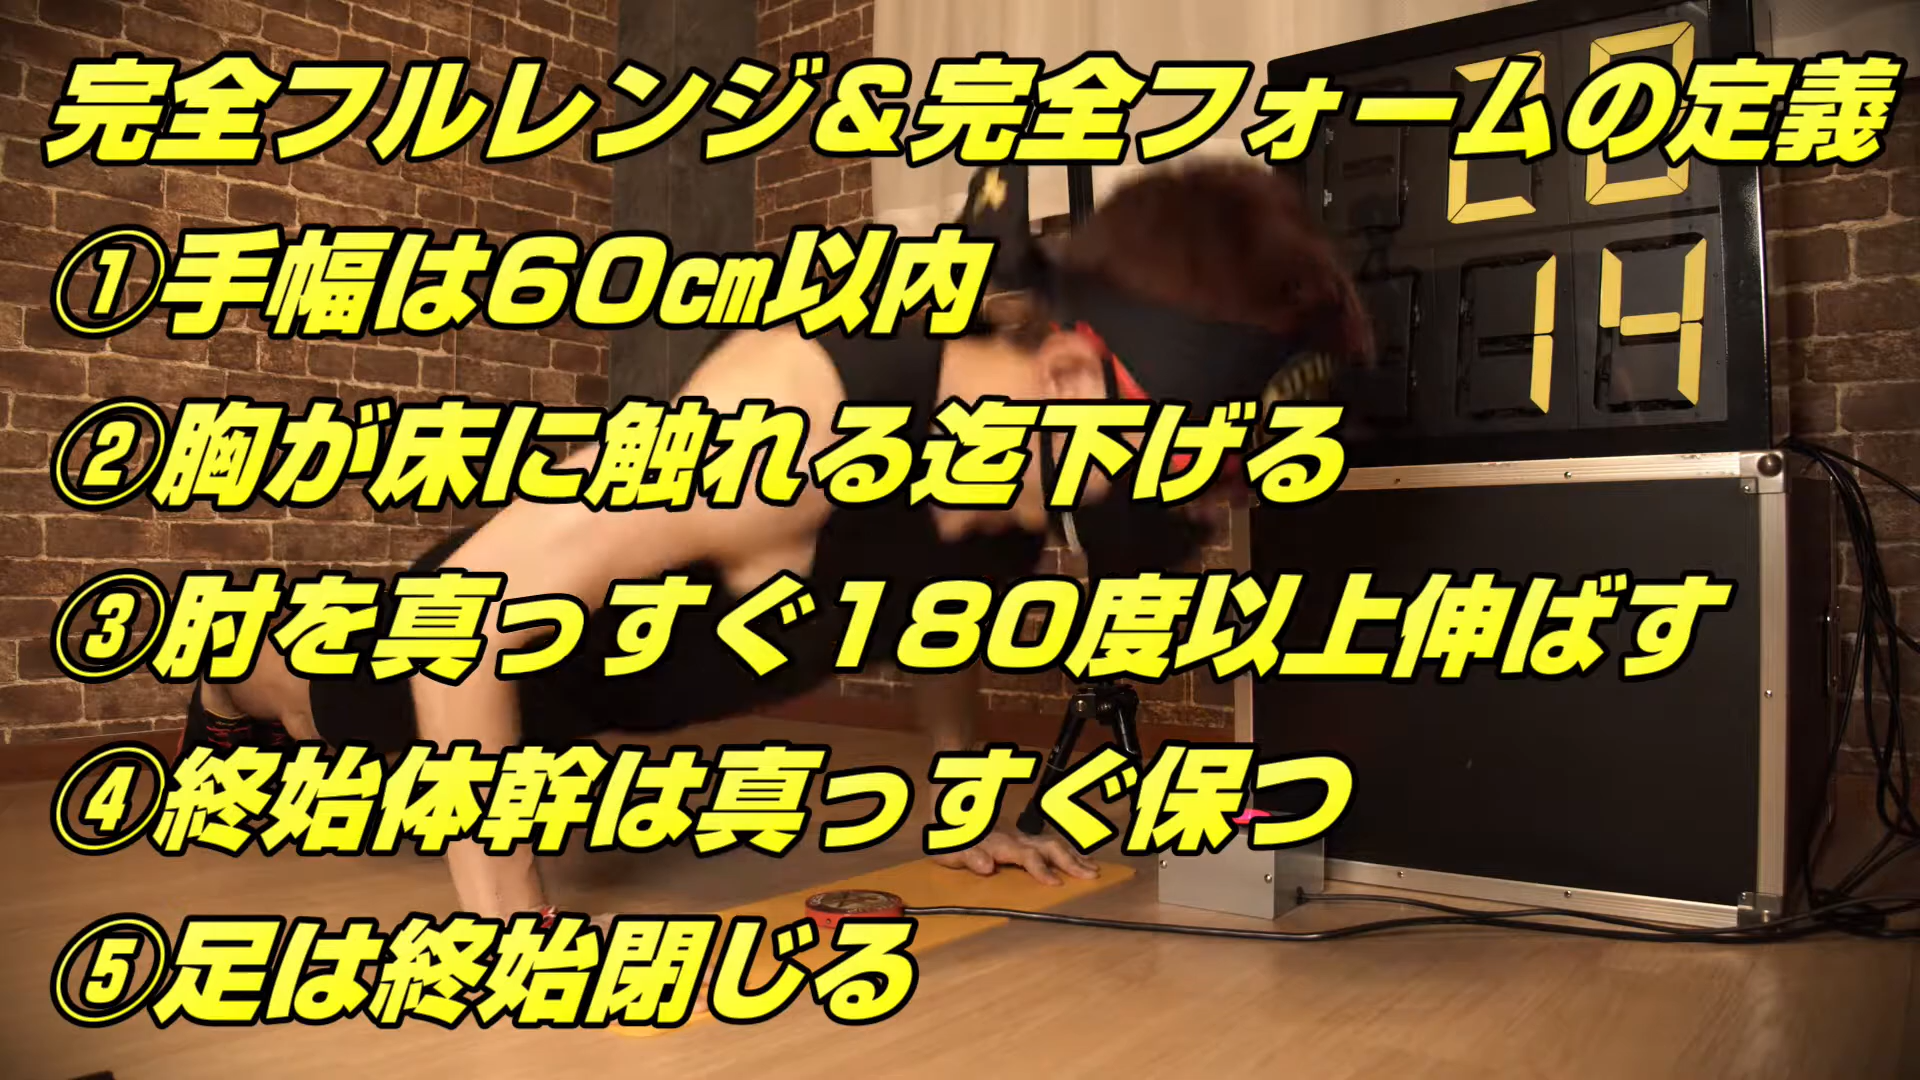 完全フルレンジ&完全フォームの定義
20
①手幅は60㎝以内
14
②胸が床に触れる迄下げる
③肘を真っすぐ180度以上伸ばす
④終始体幹は真っすぐ保つ
⑤足は終始閉じる